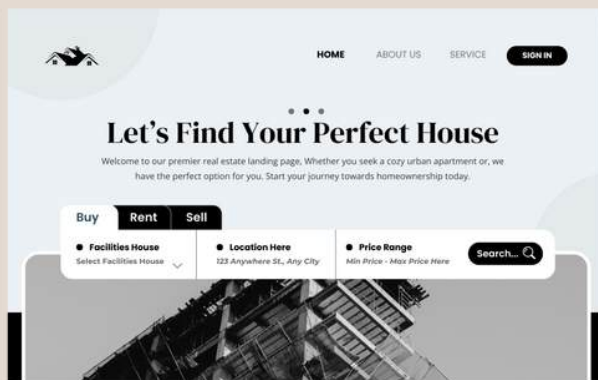 HOME ABOUT US SERVICE SIGN IN
Let's Find Your Perfect House
Welcome to our premier real estate landing page, Whether you seek a cozy urban apartment or, we
have the perfect option for you. Start your journey towards homeownership today.
Buy Rent Sell
Facilities House Location Here Price Range
Select Facilities House 123 Anywhere St., Any City Min Price - Max Price Here
Search...